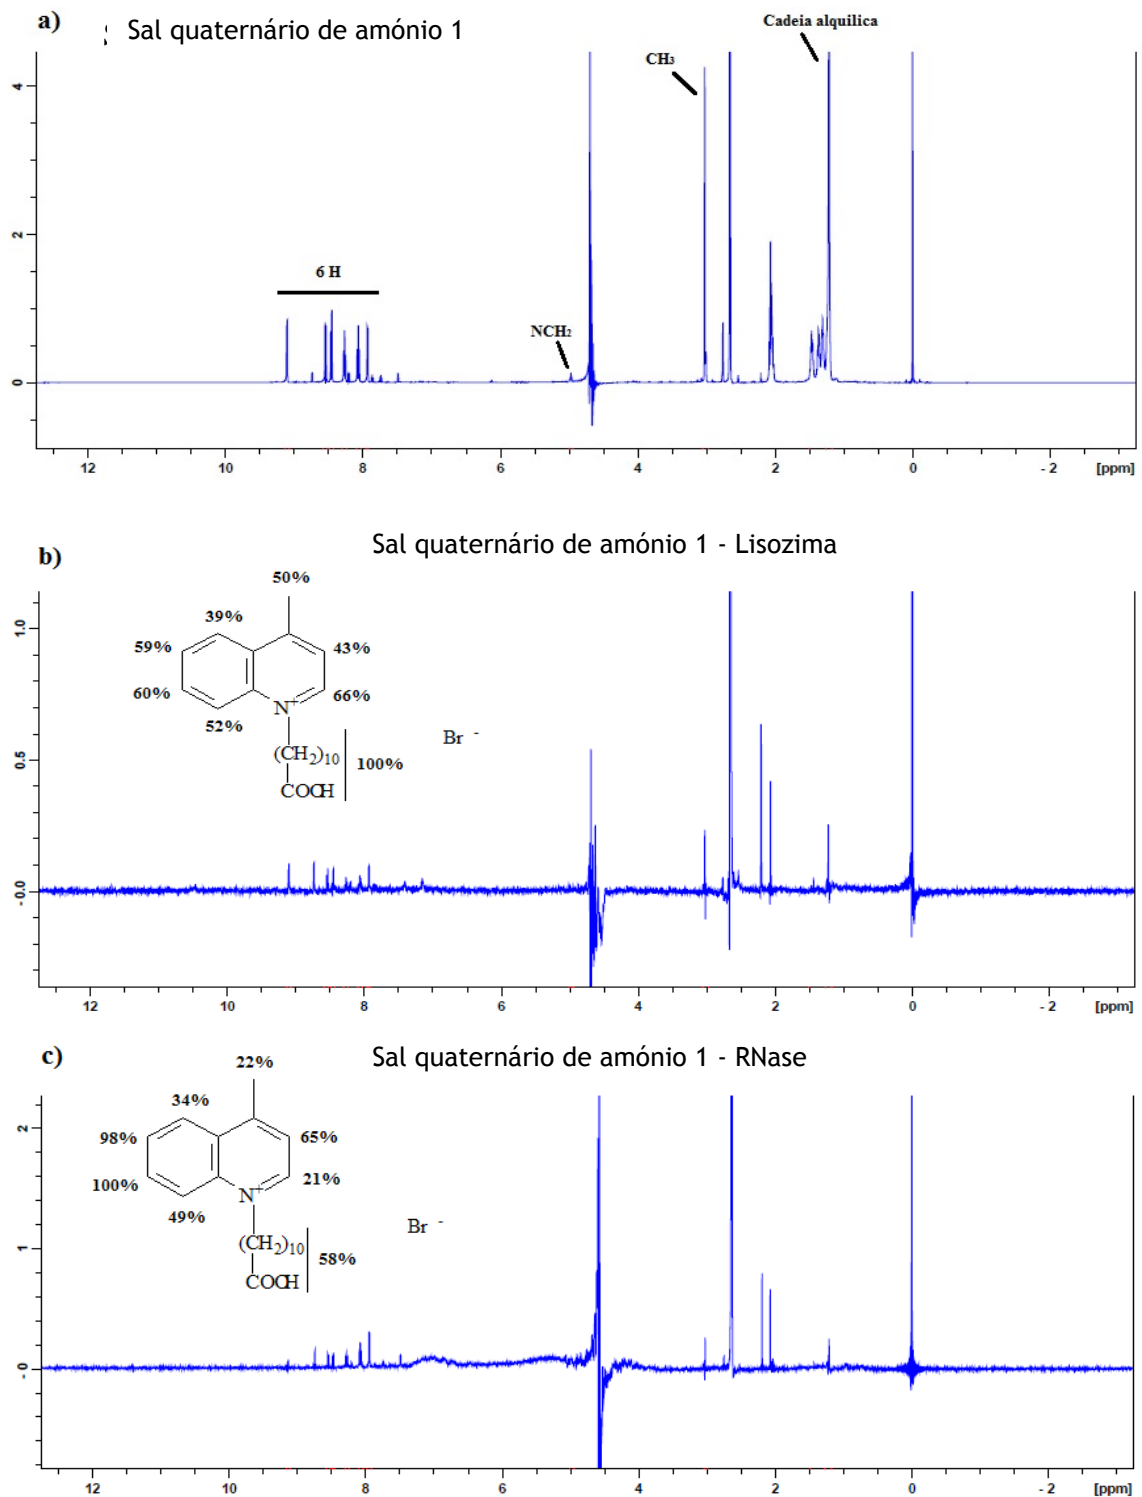 a)
Sal quaternário de amónio 1
Cadeia alquilica
CH3
6 H
NCH2
4
2
0
12 10 8 6 4 2 0 - 2 [ppm]
b)
Sal quaternário de amónio 1 - Lisozima
50%
39%
59%
43%
60%
66%
52%
N+
Br -
(CH2)10
100%
COOH
1.0
0.5
- 0.0
12 10 8 6 4 2 0 - 2 [ppm]
c)
Sal quaternário de amónio 1 - RNase
22%
34%
98%
65%
100%
21%
49%
N+
Br -
(CH2)10
58%
COOH
2
1
- 0
12 10 8 6 4 2 0 - 2 [ppm]